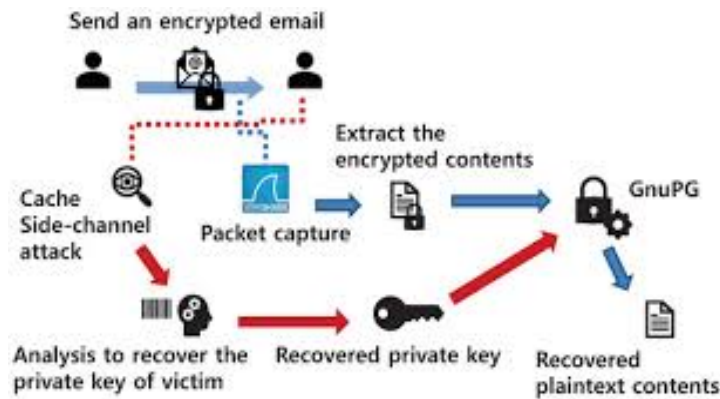 Send an encrypted email
Extract the
encrypted contents
GnuPG
Cache
Side-channel
attack
Packet capture
Analysis to recover the
private key of victim
Recovered private key
Recovered
plaintext contents